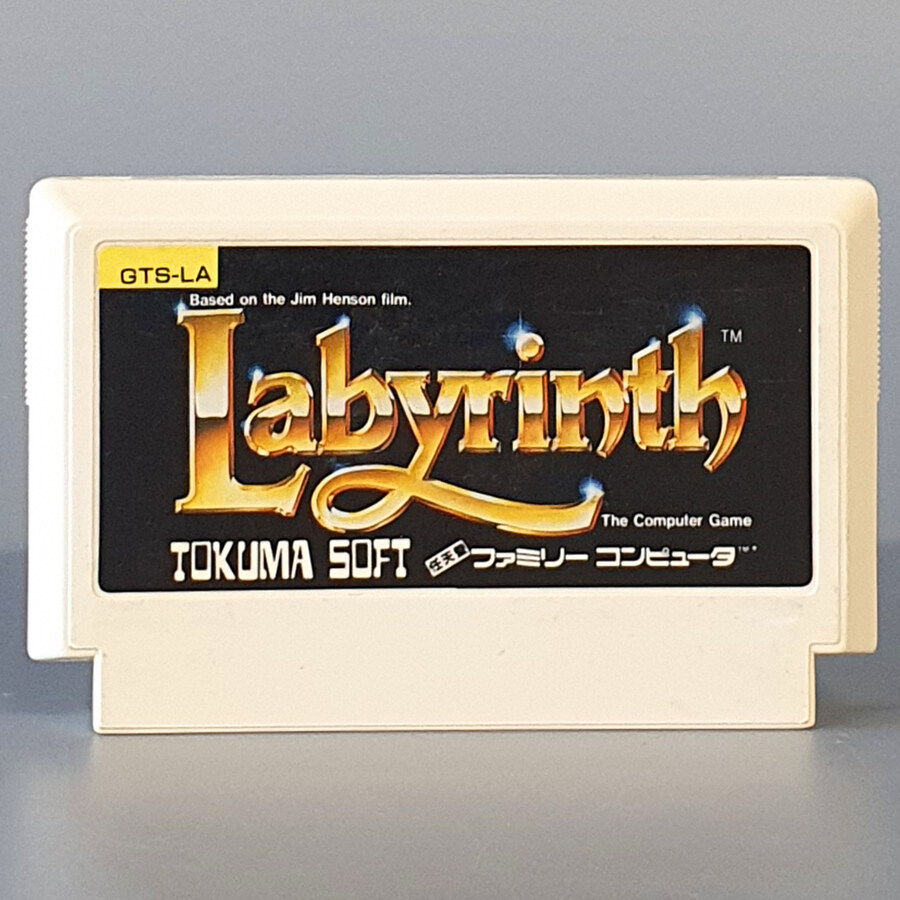 GTS-LA
Based on the Jim Henson film.
Labyrinth TM
The Computer Game
TOKUMA SOFT 任天堂 ファミリー コンピュータ TM